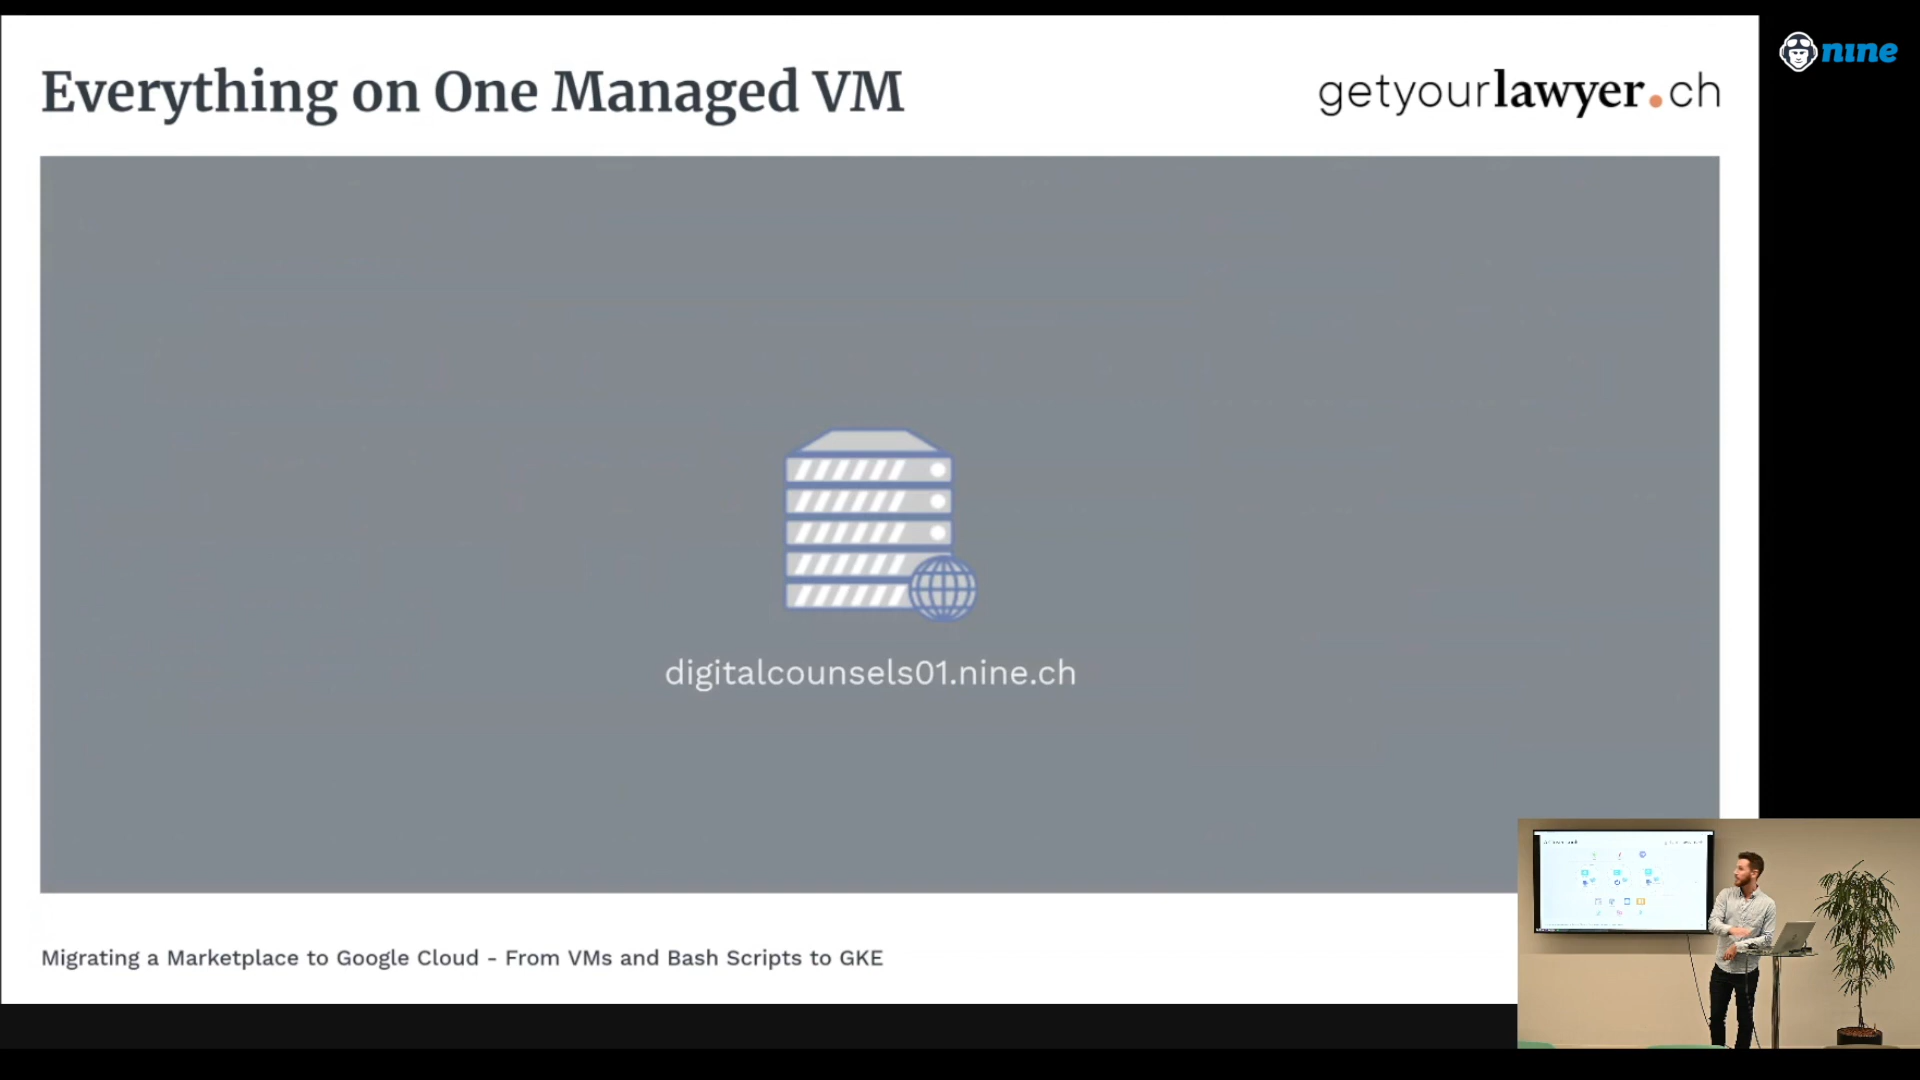 Everything on One Managed VM
getyourlawyer.ch
nine
digitalcounsels01.nine.ch
Migrating a Marketplace to Google Cloud - From VMs and Bash Scripts to GKE